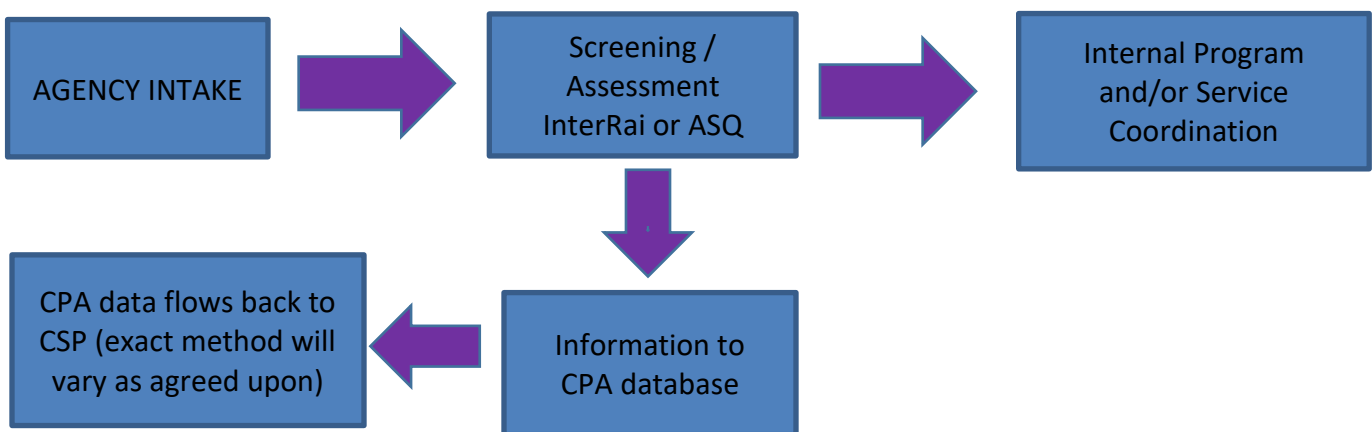 AGENCY INTAKE
Screening /
Assessment
InterRai or ASQ
Internal Program
and/or Service
Coordination
CPA data flows back to
CSP (exact method will
vary as agreed upon)
Information to
CPA database